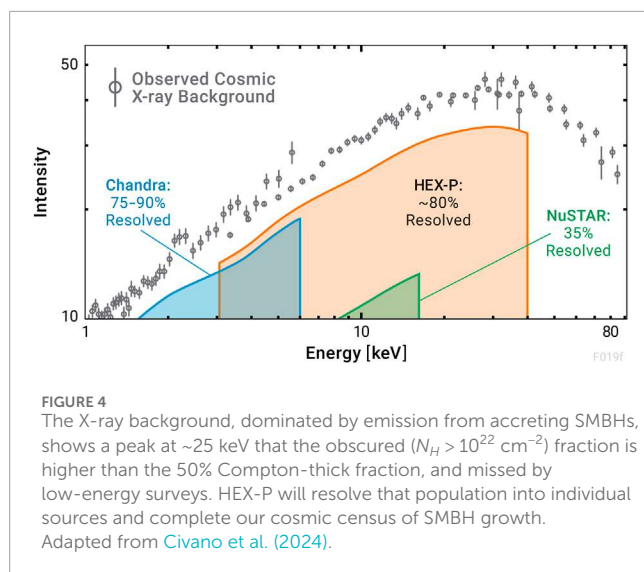 50
Observed Cosmic
X-ray Background
Intensity
Chandra:
75-90%
Resolved
HEX-P:
~80%
Resolved
NuSTAR:
35%
Resolved
20
10
1
10
80
Energy [keV]
F019f
FIGURE 4
The X-ray background, dominated by emission from accreting SMBHs,
shows a peak at ~25 keV that the obscured (N_H > 10^22 cm^−2) fraction is
higher than the 50% Compton-thick fraction, and missed by
low-energy surveys. HEX-P will resolve that population into individual
sources and complete our cosmic census of SMBH growth.
Adapted from Civano et al. (2024).